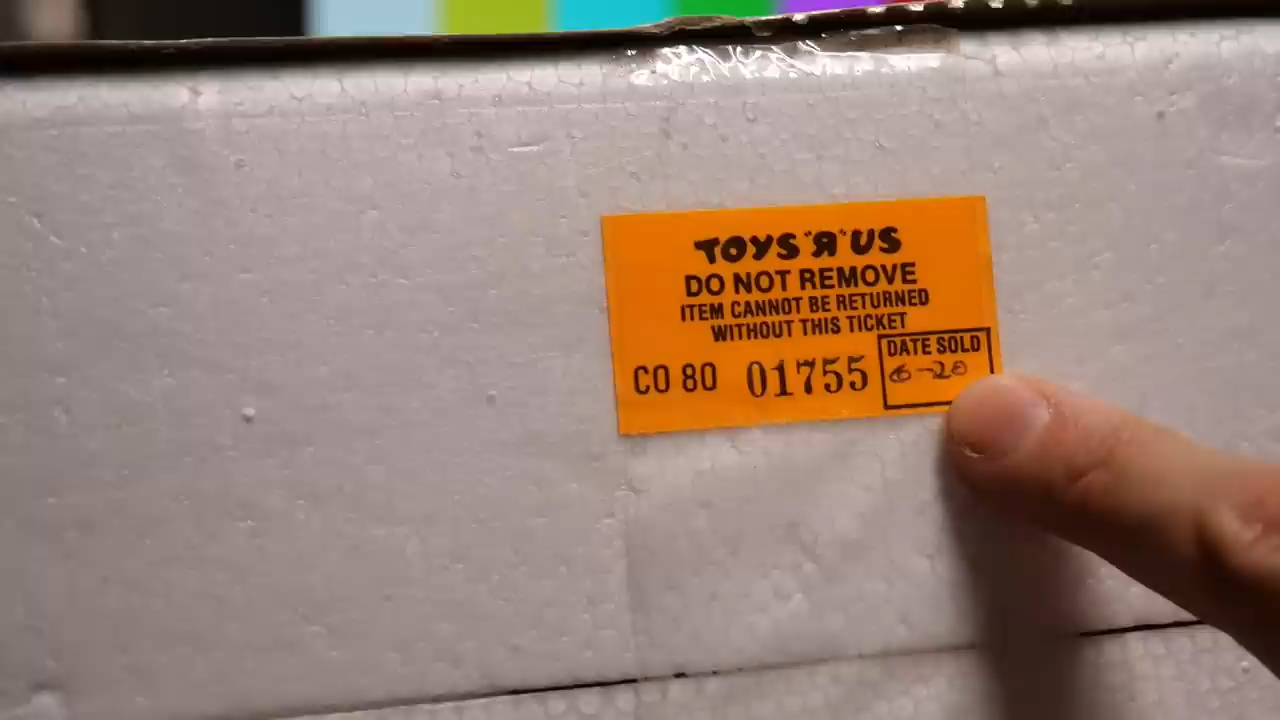 TOYS "R" US
DO NOT REMOVE
ITEM CANNOT BE RETURNED
WITHOUT THIS TICKET
CO 80 01755
DATE SOLD
6-20